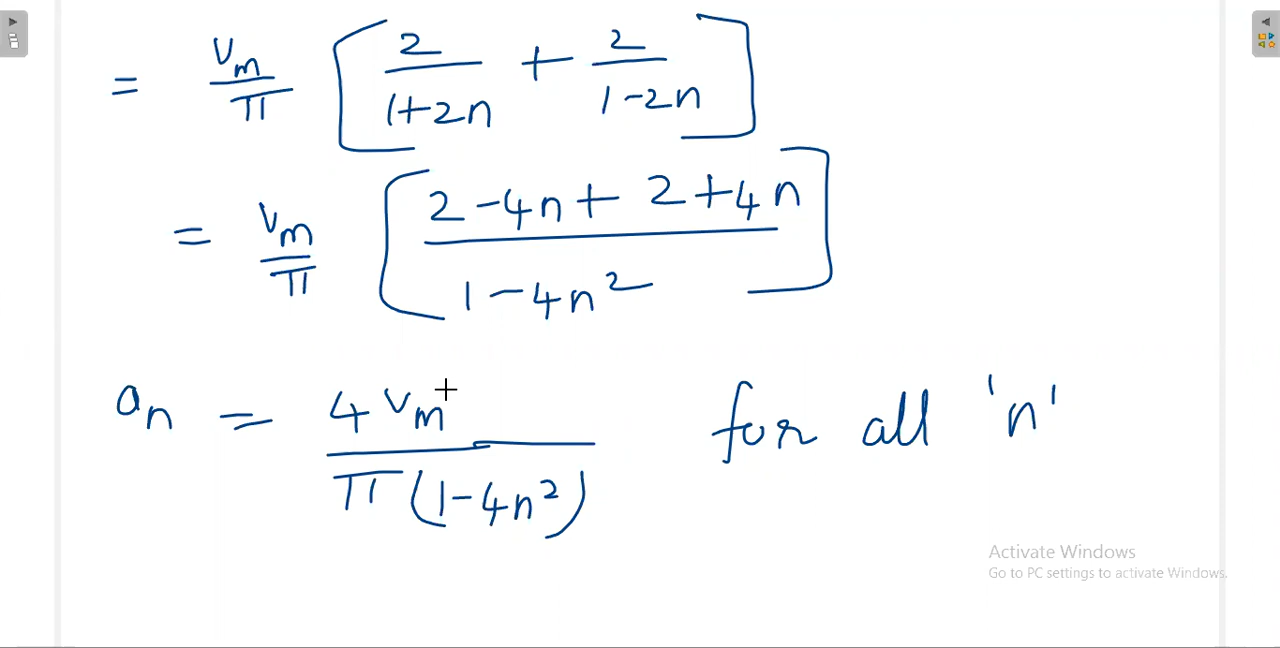 = Vm/π [ 2/(1+2n) + 2/(1-2n) ]
= Vm/π [ (2-4n+2+4n)/(1-4n²) ]
an = 4Vm/(π(1-4n²)) for all 'n'
Activate Windows
Go to PC settings to activate Windows.